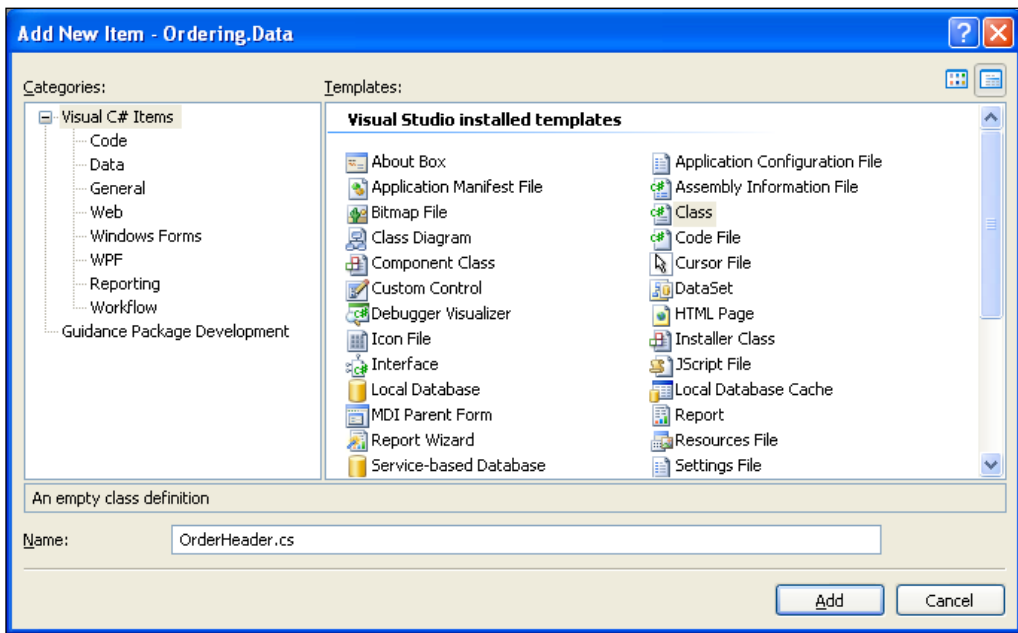 Add New Item - Ordering.Data
Categories:
Templates:
Visual C# Items
Code
Data
General
Web
Windows Forms
WPF
Reporting
Workflow
Guidance Package Development
Visual Studio installed templates
About Box
Application Configuration File
Application Manifest File
Assembly Information File
Bitmap File
Class
Class Diagram
Code File
Component Class
Cursor File
Custom Control
DataSet
Debugger Visualizer
HTML Page
Icon File
Installer Class
Interface
JScript File
Local Database
Local Database Cache
MDI Parent Form
Report
Report Wizard
Resources File
Service-based Database
Settings File
An empty class definition
Name: OrderHeader.cs
Add Cancel